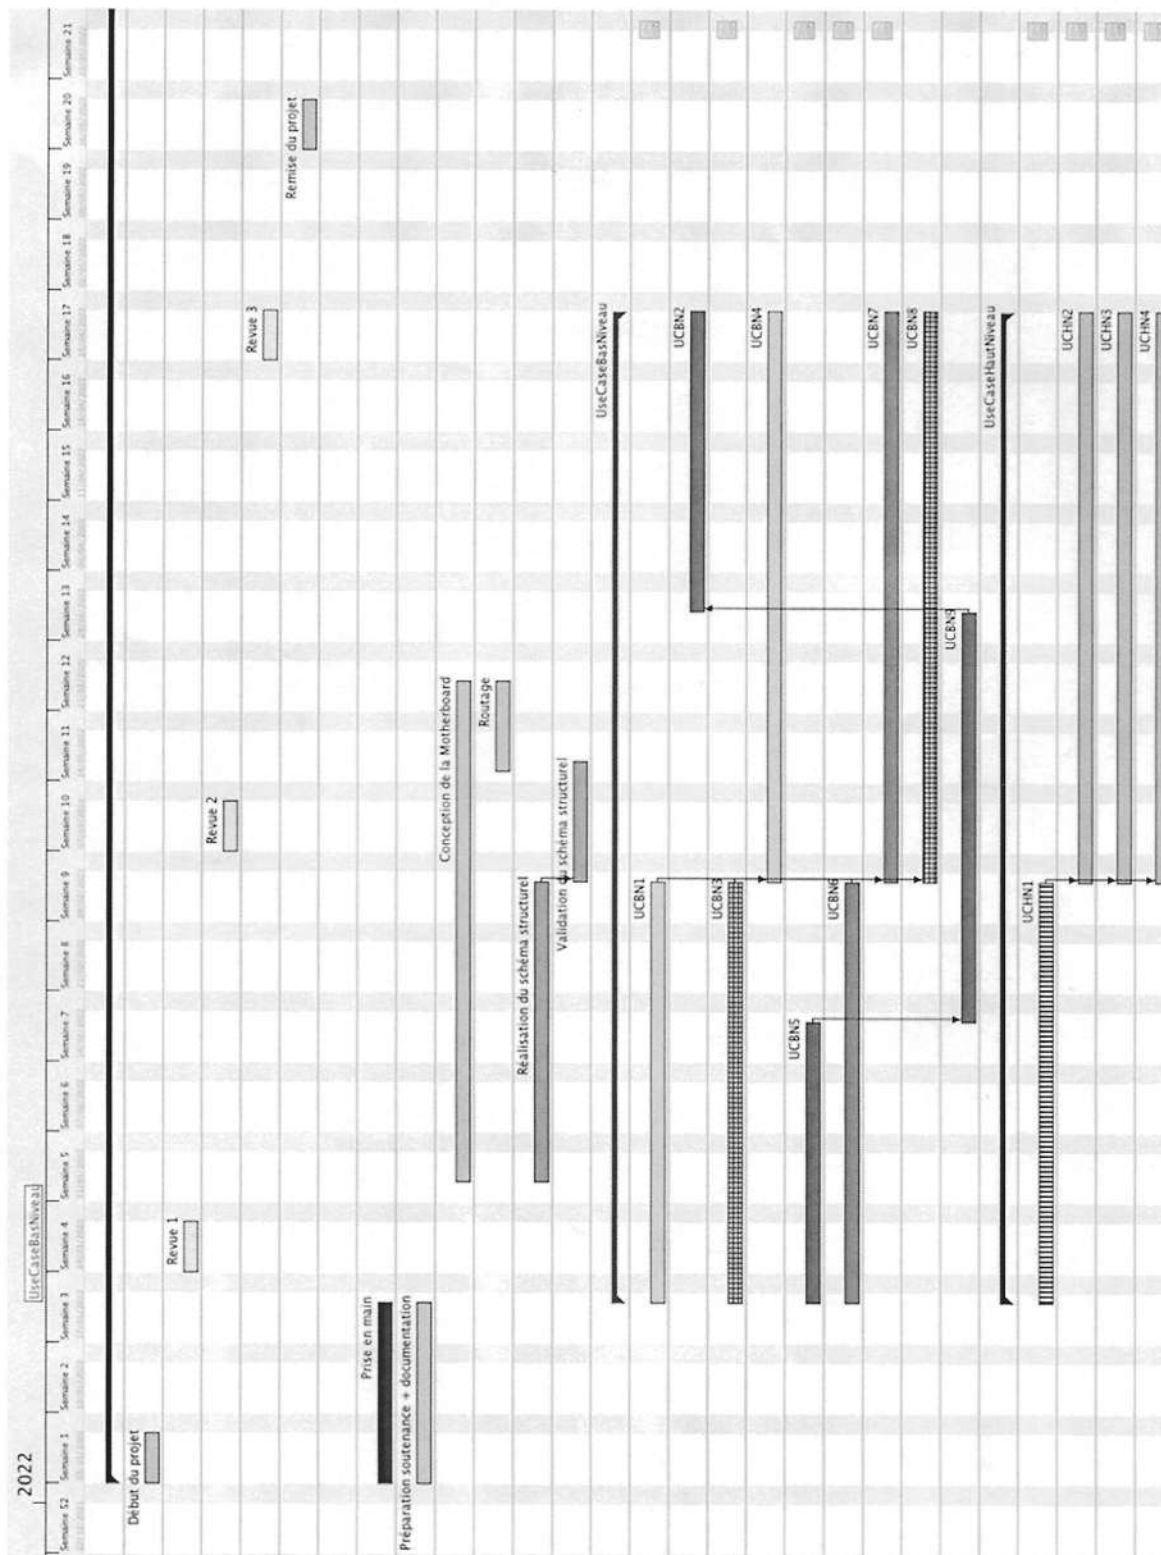 2022
UseCaseBasNiveau
Semaine 52
Semaine 1
Semaine 2
Semaine 3
Semaine 4
Semaine 5
Semaine 6
Semaine 7
Semaine 8
Semaine 9
Semaine 10
Semaine 11
Semaine 12
Semaine 13
Semaine 14
Semaine 15
Semaine 16
Semaine 17
Semaine 18
Semaine 19
Semaine 20
Semaine 21
Début du projet
Revue 1
Revue 2
Revue 3
Remise du projet
Prise en main
Préparation soutenance + documentation
Conception de la Motherboard
Routage
Réalisation du schéma structurel
Validation du schéma structurel
UseCaseBasNiveau
UCBN1
UCBN2
UCBN3
UCBN4
UCBN5
UCBN6
UCBN7
UCBN8
UCBN9
UseCaseHautNiveau
UCHN1
UCHN2
UCHN3
UCHN4